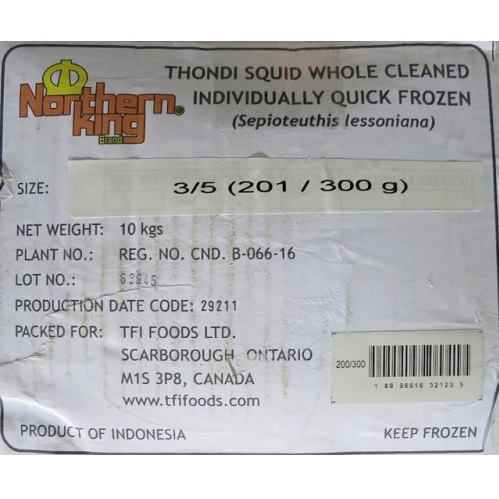 THONDI SQUID WHOLE CLEANED
INDIVIDUALLY QUICK FROZEN
(Sepioteuthis lessoniana)
Northern
King
Brand
SIZE: 3/5 (201 / 300 g)
NET WEIGHT: 10 kgs
PLANT NO.: REG. NO. CND. B-066-16
LOT NO.: 63845
PRODUCTION DATE CODE: 29211
PACKED FOR: TFI FOODS LTD.
SCARBOROUGH, ONTARIO
M1S 3P8, CANADA
www.tfifoods.com
200/300
1 89 96616 32123 5
PRODUCT OF INDONESIA
KEEP FROZEN